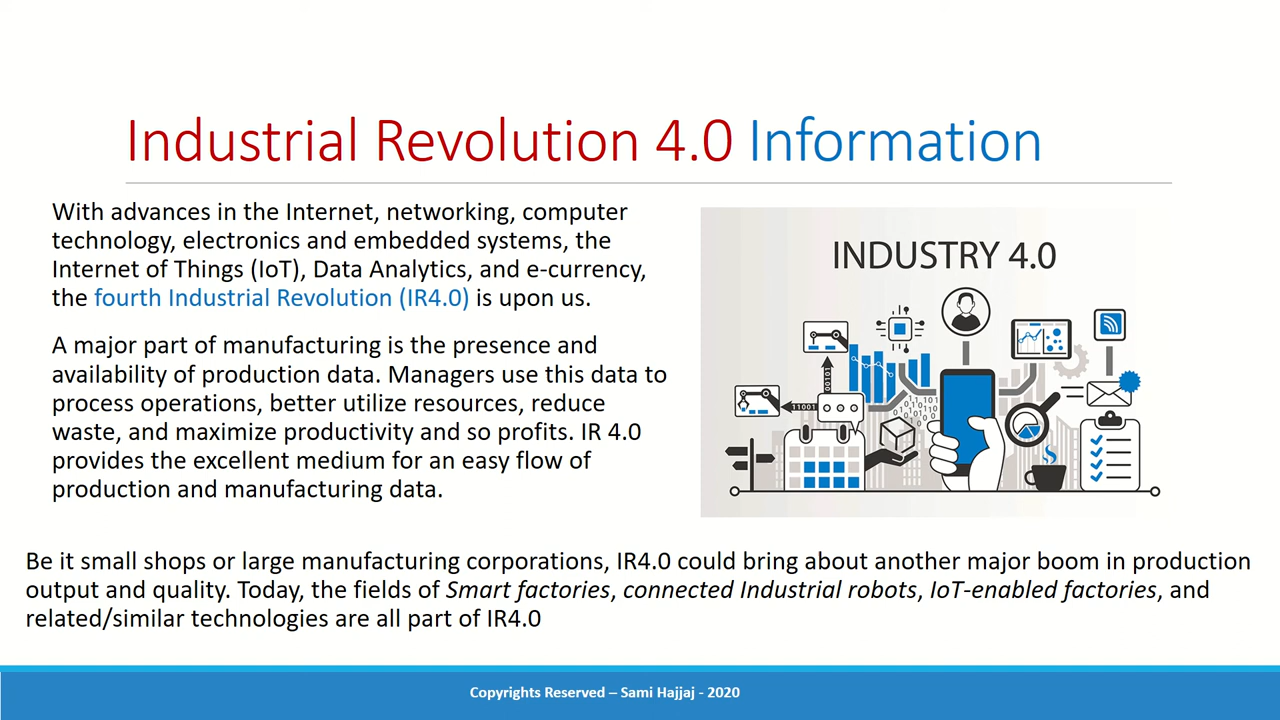 Industrial Revolution 4.0 Information
With advances in the Internet, networking, computer
technology, electronics and embedded systems, the
Internet of Things (IoT), Data Analytics, and e-currency,
the fourth Industrial Revolution (IR4.0) is upon us.
A major part of manufacturing is the presence and
availability of production data. Managers use this data to
process operations, better utilize resources, reduce
waste, and maximize productivity and so profits. IR 4.0
provides the excellent medium for an easy flow of
production and manufacturing data.
INDUSTRY 4.0
Be it small shops or large manufacturing corporations, IR4.0 could bring about another major boom in production
output and quality. Today, the fields of Smart factories, connected Industrial robots, IoT-enabled factories, and
related/similar technologies are all part of IR4.0
Copyrights Reserved – Sami Hajjaj - 2020